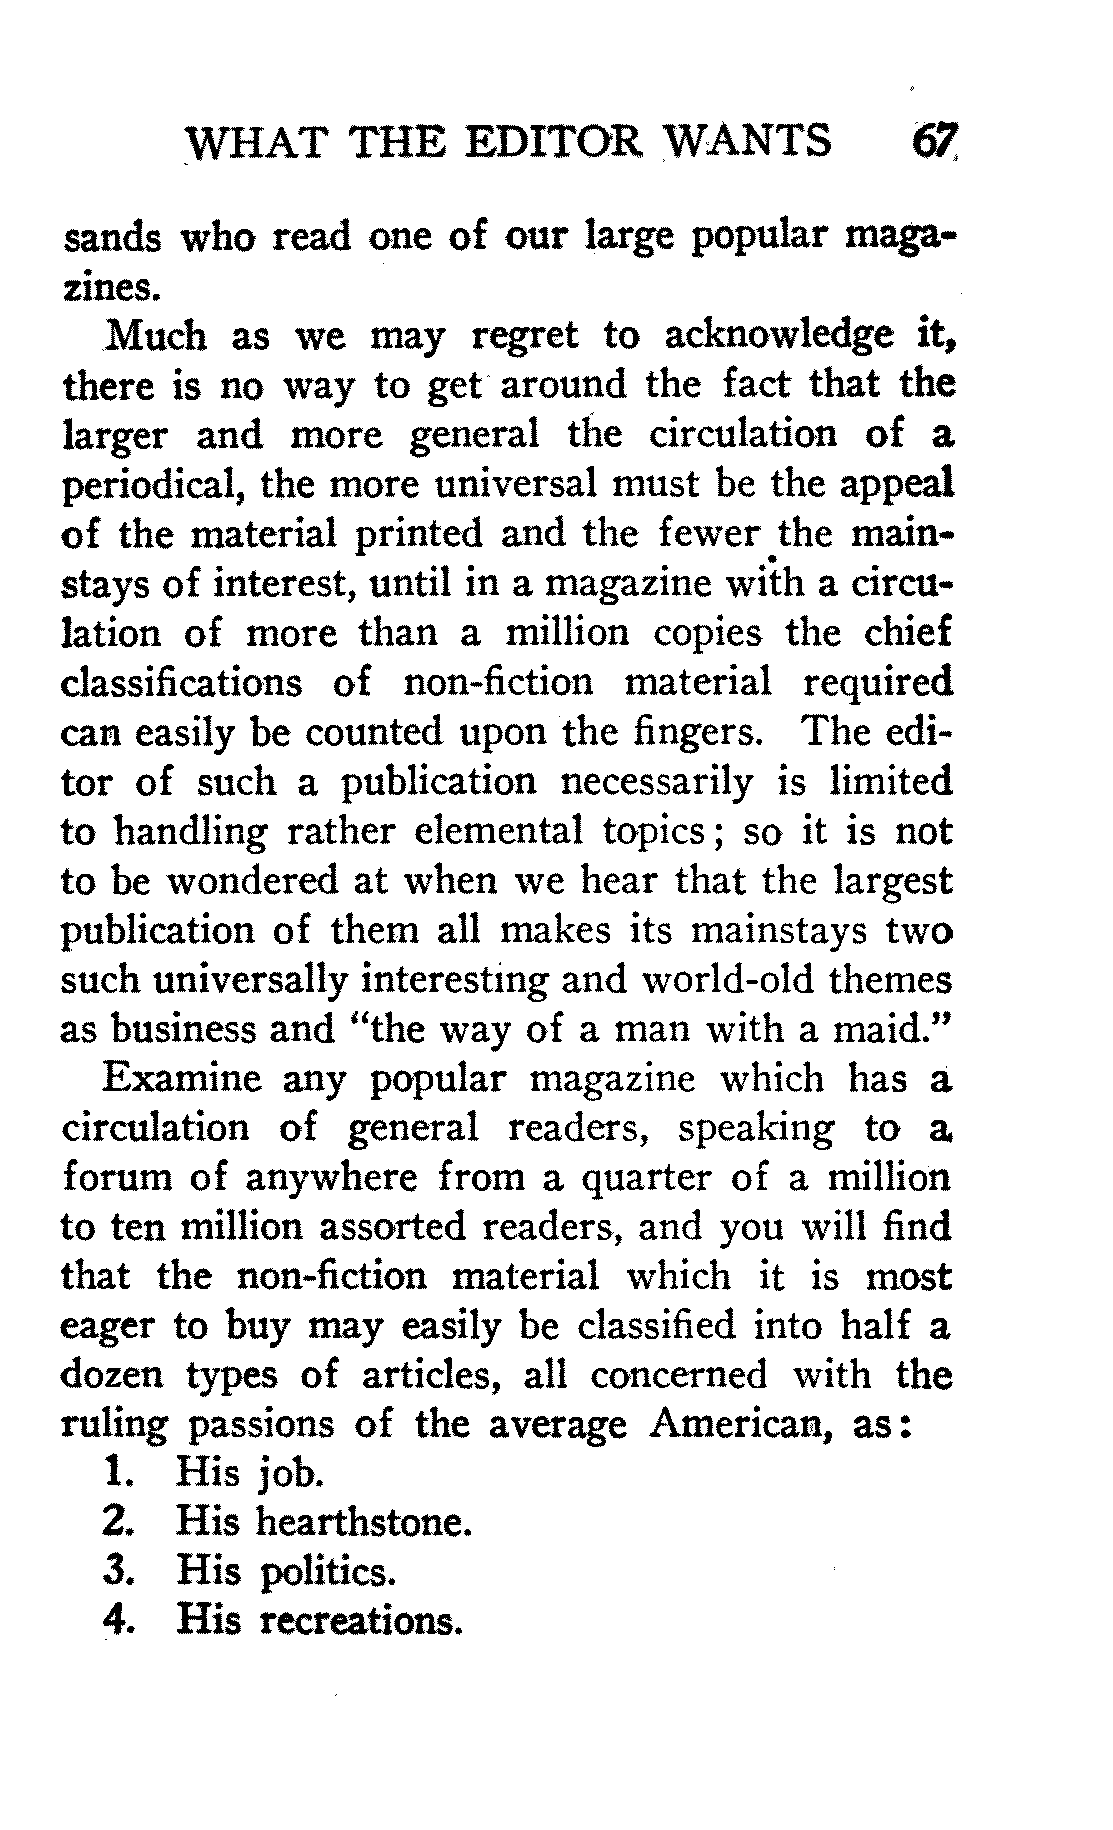 WHAT THE EDITOR WANTS 67
sands who read one of our large popular maga-
zines.
Much as we may regret to acknowledge it,
there is no way to get around the fact that the
larger and more general the circulation of a
periodical, the more universal must be the appeal
of the material printed and the fewer the main-
stays of interest, until in a magazine with a circu-
lation of more than a million copies the chief
classifications of non-fiction material required
can easily be counted upon the fingers. The edi-
tor of such a publication necessarily is limited
to handling rather elemental topics; so it is not
to be wondered at when we hear that the largest
publication of them all makes its mainstays two
such universally interesting and world-old themes
as business and "the way of a man with a maid."
Examine any popular magazine which has a
circulation of general readers, speaking to a
forum of anywhere from a quarter of a million
to ten million assorted readers, and you will find
that the non-fiction material which it is most
eager to buy may easily be classified into half a
dozen types of articles, all concerned with the
ruling passions of the average American, as:
1. His job.
2. His hearthstone.
3. His politics.
4. His recreations.